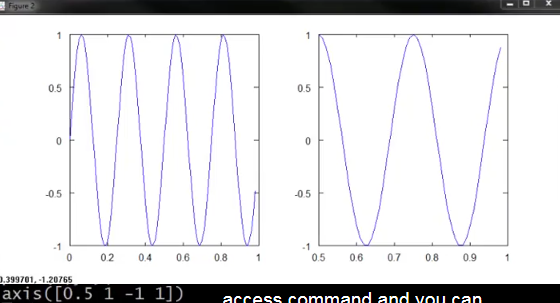 Figure 2
1
0.5
0
-0.5
-1
0 0.2 0.4 0.6 0.8 1
1
0.5
0
-0.5
-1
0.5 0.6 0.7 0.8 0.9 1
0.399701, -1.20765
axis([0.5 1 -1 1])
access command and you can